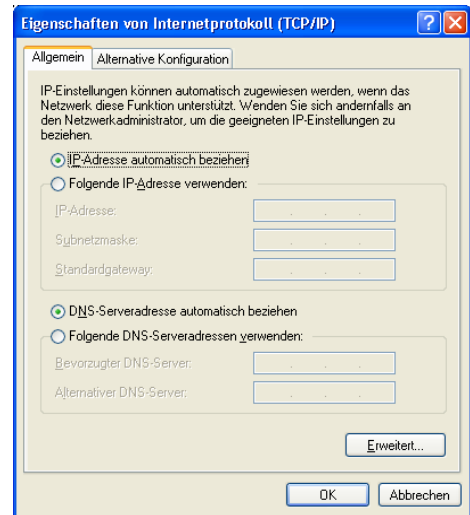 Eigenschaften von Internetprotokoll (TCP/IP)
Allgemein
Alternative Konfiguration
IP-Einstellungen können automatisch zugewiesen werden, wenn das
Netzwerk diese Funktion unterstützt. Wenden Sie sich andernfalls an
den Netzwerkadministrator, um die geeigneten IP-Einstellungen zu
beziehen.
IP-Adresse automatisch beziehen
Folgende IP-Adresse verwenden:
IP-Adresse:
Subnetzmaske:
Standardgateway:
DNS-Serveradresse automatisch beziehen
Folgende DNS-Serveradressen verwenden:
Bevorzugter DNS-Server:
Alternativer DNS-Server:
Erweitert...
OK
Abbrechen